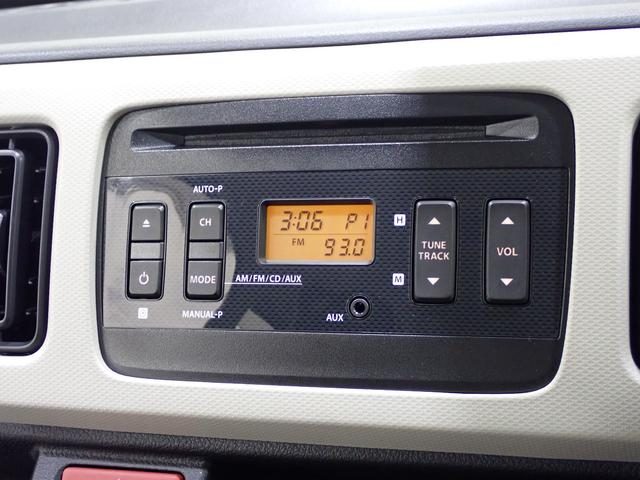 AUTO-P
CH
MODE
AM/FM/CD/AUX
MANUAL-P
3:06 P1
FM 93.0
AUX
H
M
TUNE
TRACK
VOL